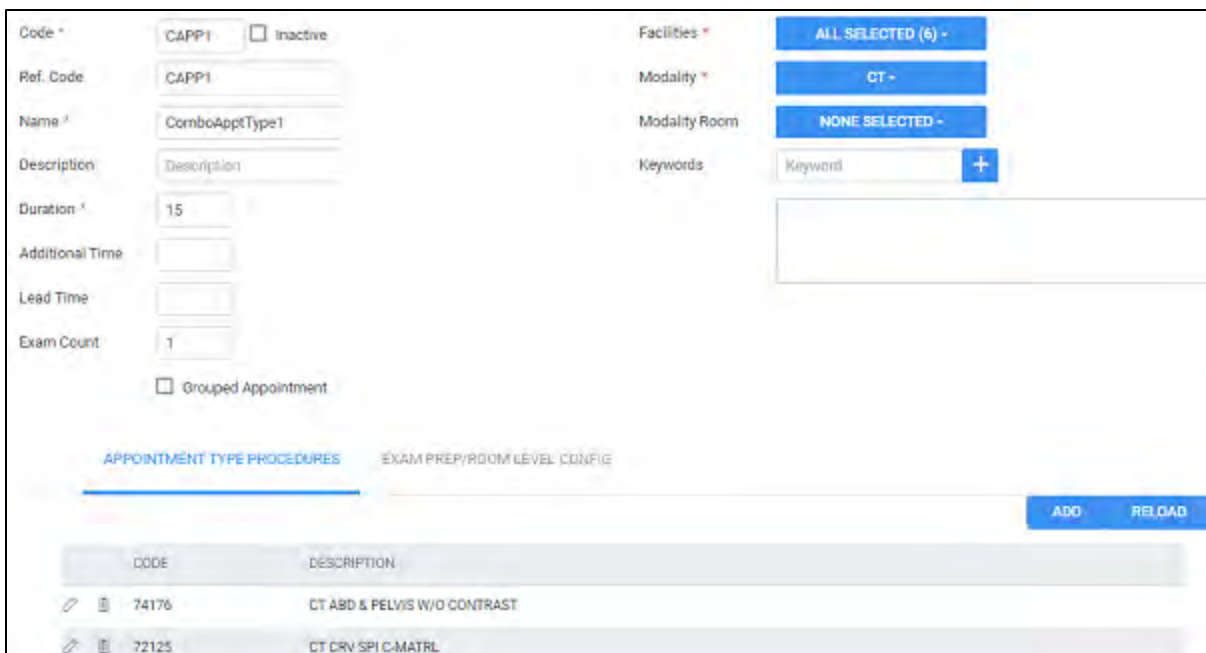 Code *
CAPP1
Inactive
Ref. Code
CAPP1
Name *
ComboApptType1
Description
Description
Duration *
15
Additional Time
Lead Time
Exam Count
1
Grouped Appointment
Facilities *
ALL SELECTED (6)
Modality *
CT
Modality Room
NONE SELECTED
Keywords
Keyword
+
APPOINTMENT TYPE PROCEDURES
EXAM PREP/ROOM LEVEL CONFIG
ADD
RELOAD
CODE
DESCRIPTION
74176
CT ABD & PELVIS W/O CONTRAST
72125
CT CRV SPI C-MATRL